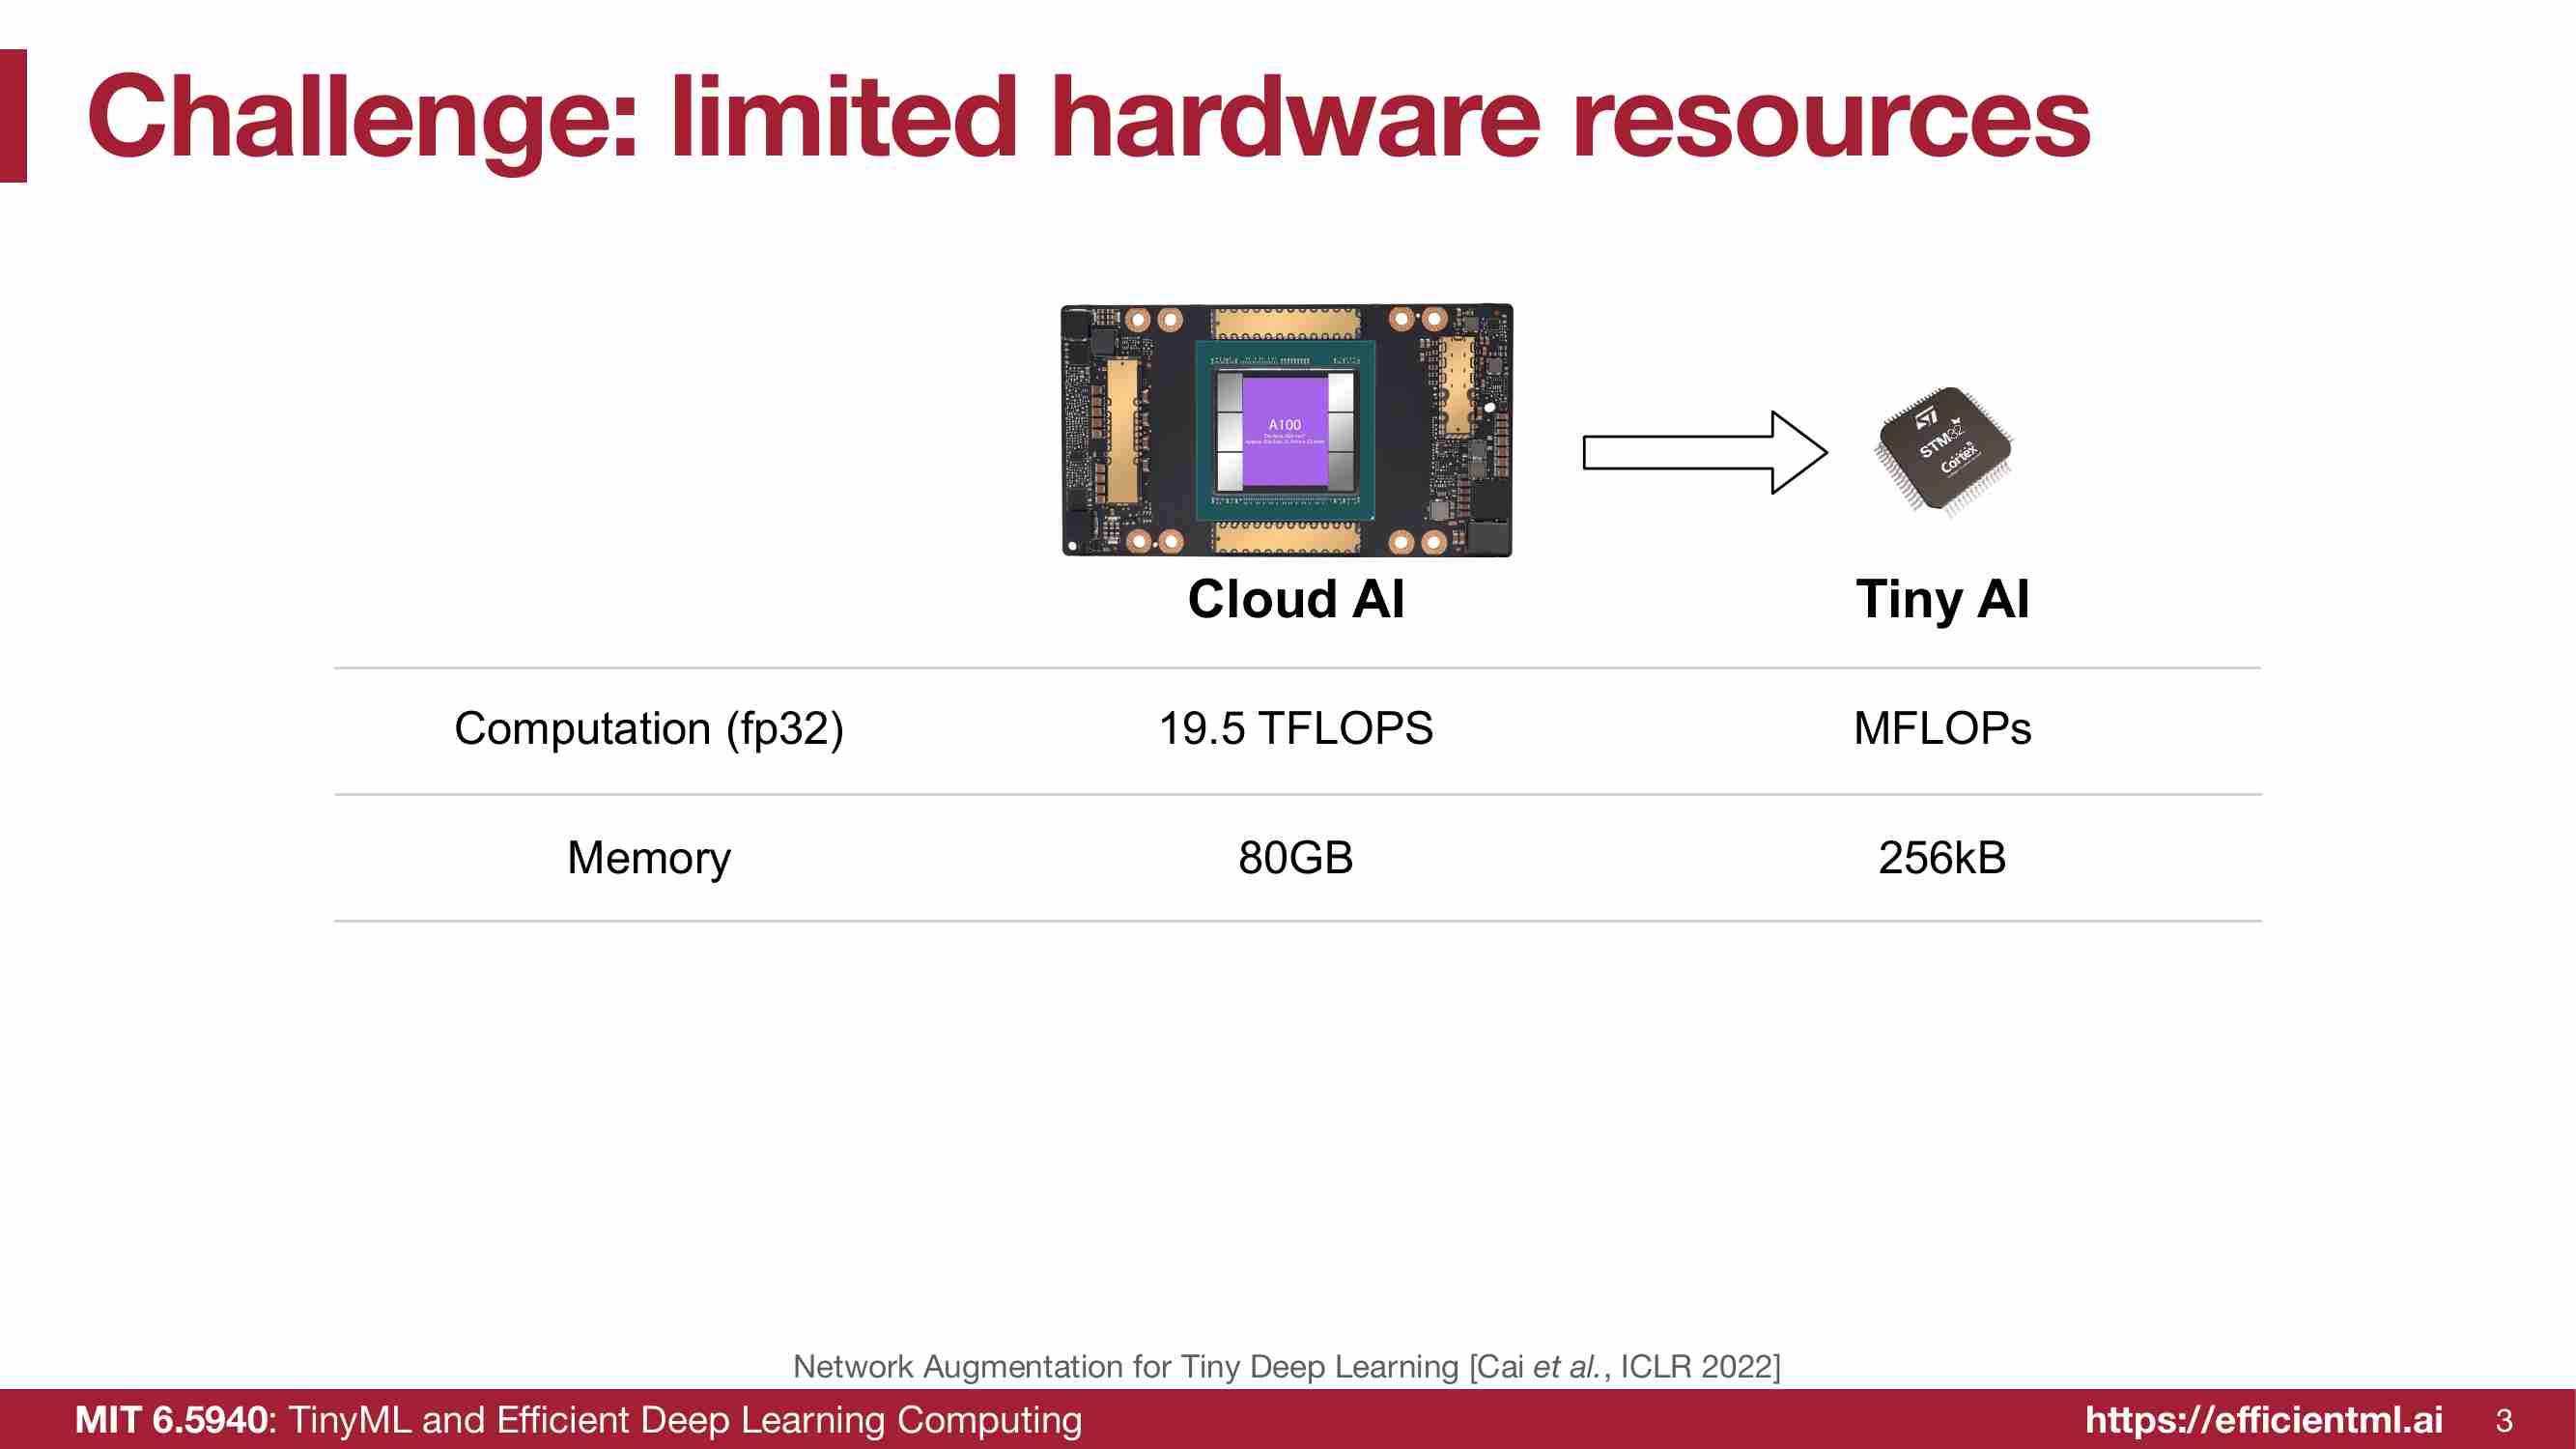 Challenge: limited hardware resources
A100
STM32
Cortex
Cloud AI
Tiny AI
Computation (fp32)
19.5 TFLOPS
MFLOPs
Memory
80GB
256kB
Network Augmentation for Tiny Deep Learning [Cai et al., ICLR 2022]
MIT 6.5940: TinyML and Efficient Deep Learning Computing
https://efficientml.ai
3